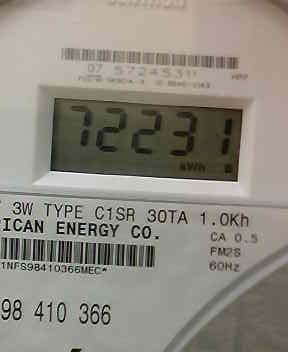 07 57245311
72231
kWh
3W TYPE C1SR 30TA 1.0Kh
RICAN ENERGY CO.
CA 0.5
FM2S
60Hz
1NFS98410366MEC*
98 410 366